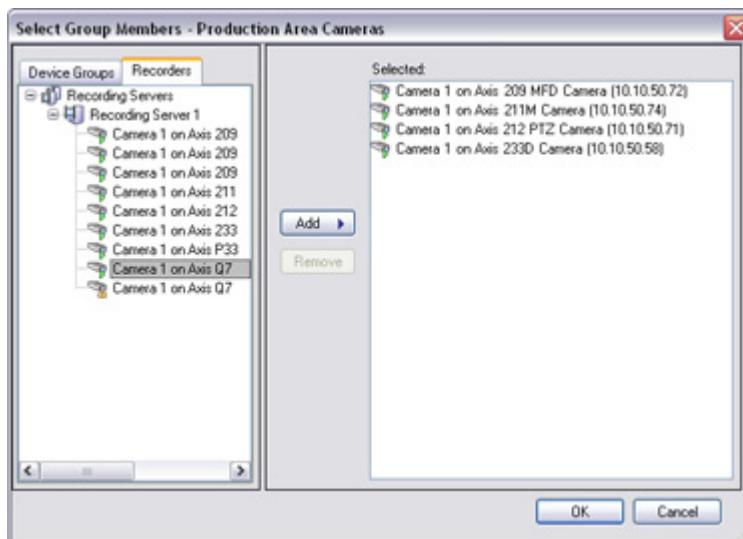 Select Group Members - Production Area Cameras
Device Groups
Recorders
Recording Servers
Recording Server 1
Camera 1 on Axis 209
Camera 1 on Axis 209
Camera 1 on Axis 209
Camera 1 on Axis 211
Camera 1 on Axis 212
Camera 1 on Axis 233
Camera 1 on Axis P33
Camera 1 on Axis Q7
Camera 1 on Axis Q7
Add
Remove
Selected:
Camera 1 on Axis 209 MFD Camera (10.10.50.72)
Camera 1 on Axis 211M Camera (10.10.50.74)
Camera 1 on Axis 212 PTZ Camera (10.10.50.71)
Camera 1 on Axis 233D Camera (10.10.50.58)
OK
Cancel